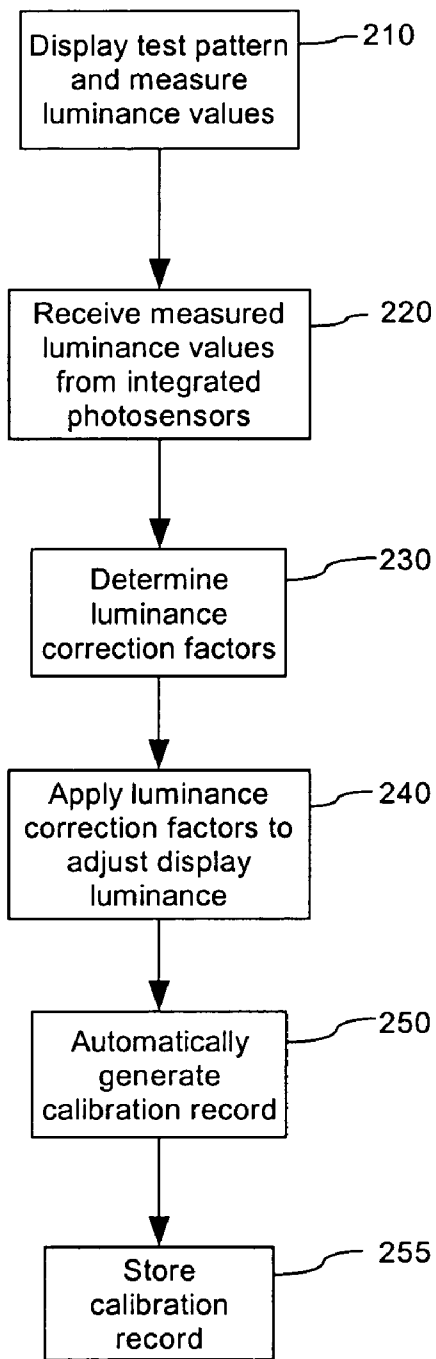 Display test pattern
and measure
luminance values
210
Receive measured
luminance values
from integrated
photosensors
220
Determine
luminance
correction factors
230
Apply luminance
correction factors to
adjust display
luminance
240
Automatically
generate
calibration record
250
Store
calibration
record
255